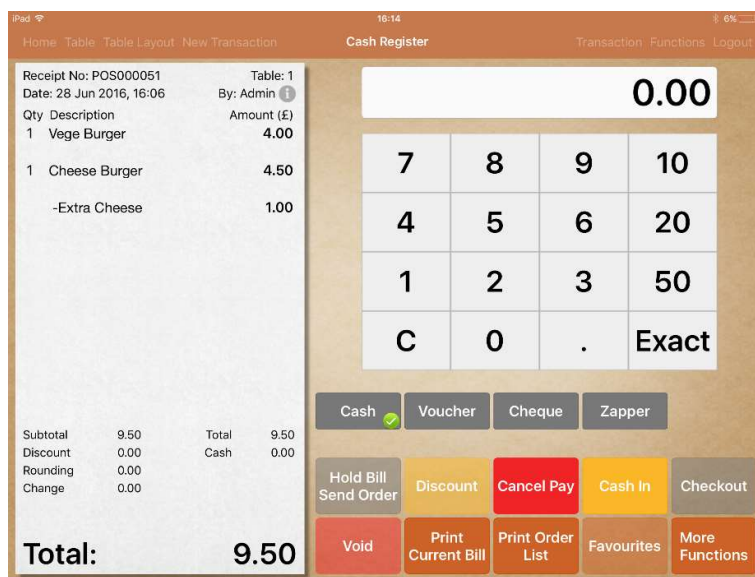 iPad 16:14 6%
Home Table Table Layout New Transaction Cash Register Transaction Functions Logout
Receipt No: POS000051 Table: 1
Date: 28 Jun 2016, 16:06 By: Admin i
Qty Description Amount (£)
1 Vege Burger 4.00
1 Cheese Burger 4.50
-Extra Cheese 1.00
Subtotal 9.50 Total 9.50
Discount 0.00 Cash 0.00
Rounding 0.00
Change 0.00
Total: 9.50
0.00
7 8 9 10
4 5 6 20
1 2 3 50
C 0 . Exact
Cash Voucher Cheque Zapper
Hold Bill
Send Order
Discount
Cancel Pay
Cash In
Checkout
Void
Print
Current Bill
Print Order
List
Favourites
More
Functions